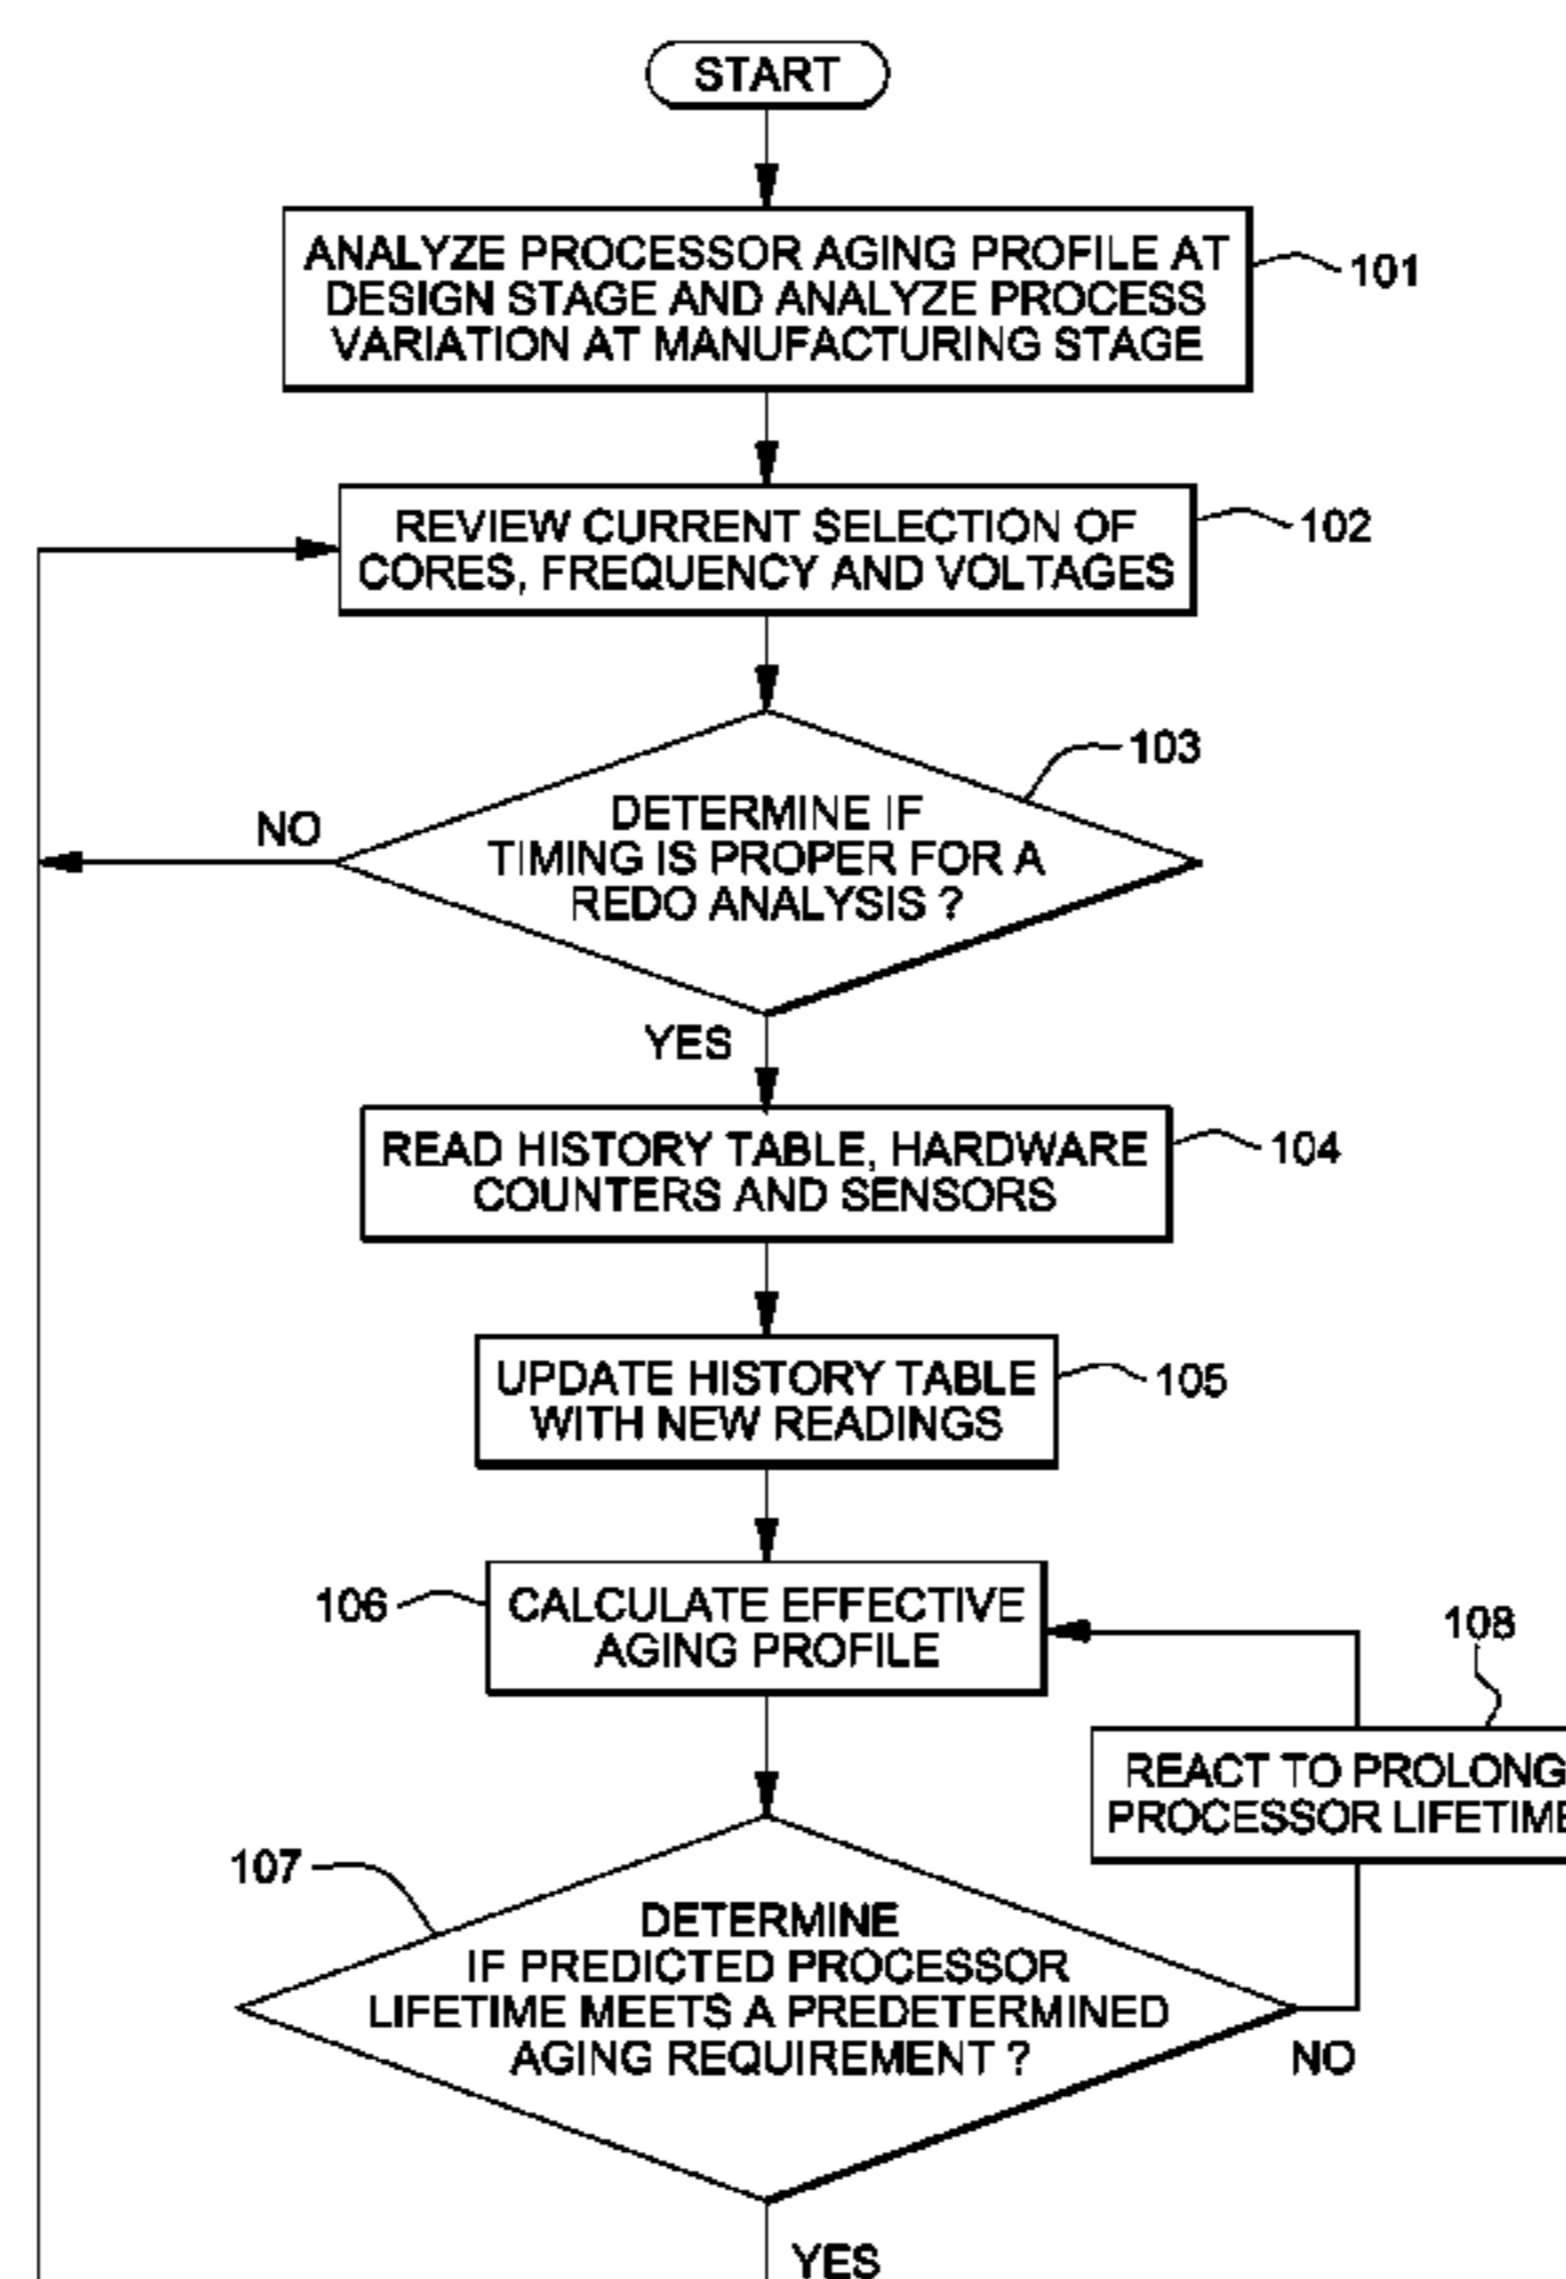 START
ANALYZE PROCESSOR AGING PROFILE AT
DESIGN STAGE AND ANALYZE PROCESS
VARIATION AT MANUFACTURING STAGE
101
REVIEW CURRENT SELECTION OF
CORES, FREQUENCY AND VOLTAGES
102
103
DETERMINE IF
TIMING IS PROPER FOR A
REDO ANALYSIS ?
NO
YES
READ HISTORY TABLE, HARDWARE
COUNTERS AND SENSORS
104
UPDATE HISTORY TABLE
WITH NEW READINGS
105
106
CALCULATE EFFECTIVE
AGING PROFILE
108
REACT TO PROLONG
PROCESSOR LIFETIME
107
DETERMINE
IF PREDICTED PROCESSOR
LIFETIME MEETS A PREDETERMINED
AGING REQUIREMENT ?
NO
YES